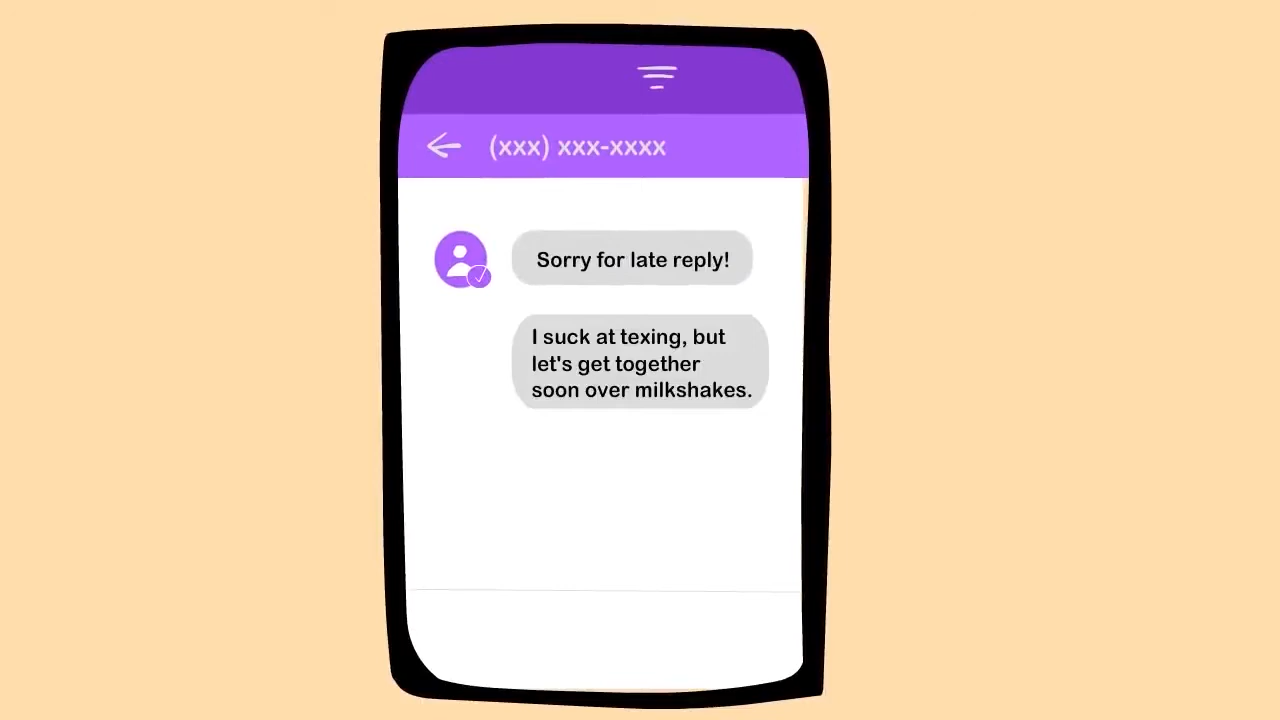 (xxx) xxx-xxxx
Sorry for late reply!
I suck at texing, but
let's get together
soon over milkshakes.